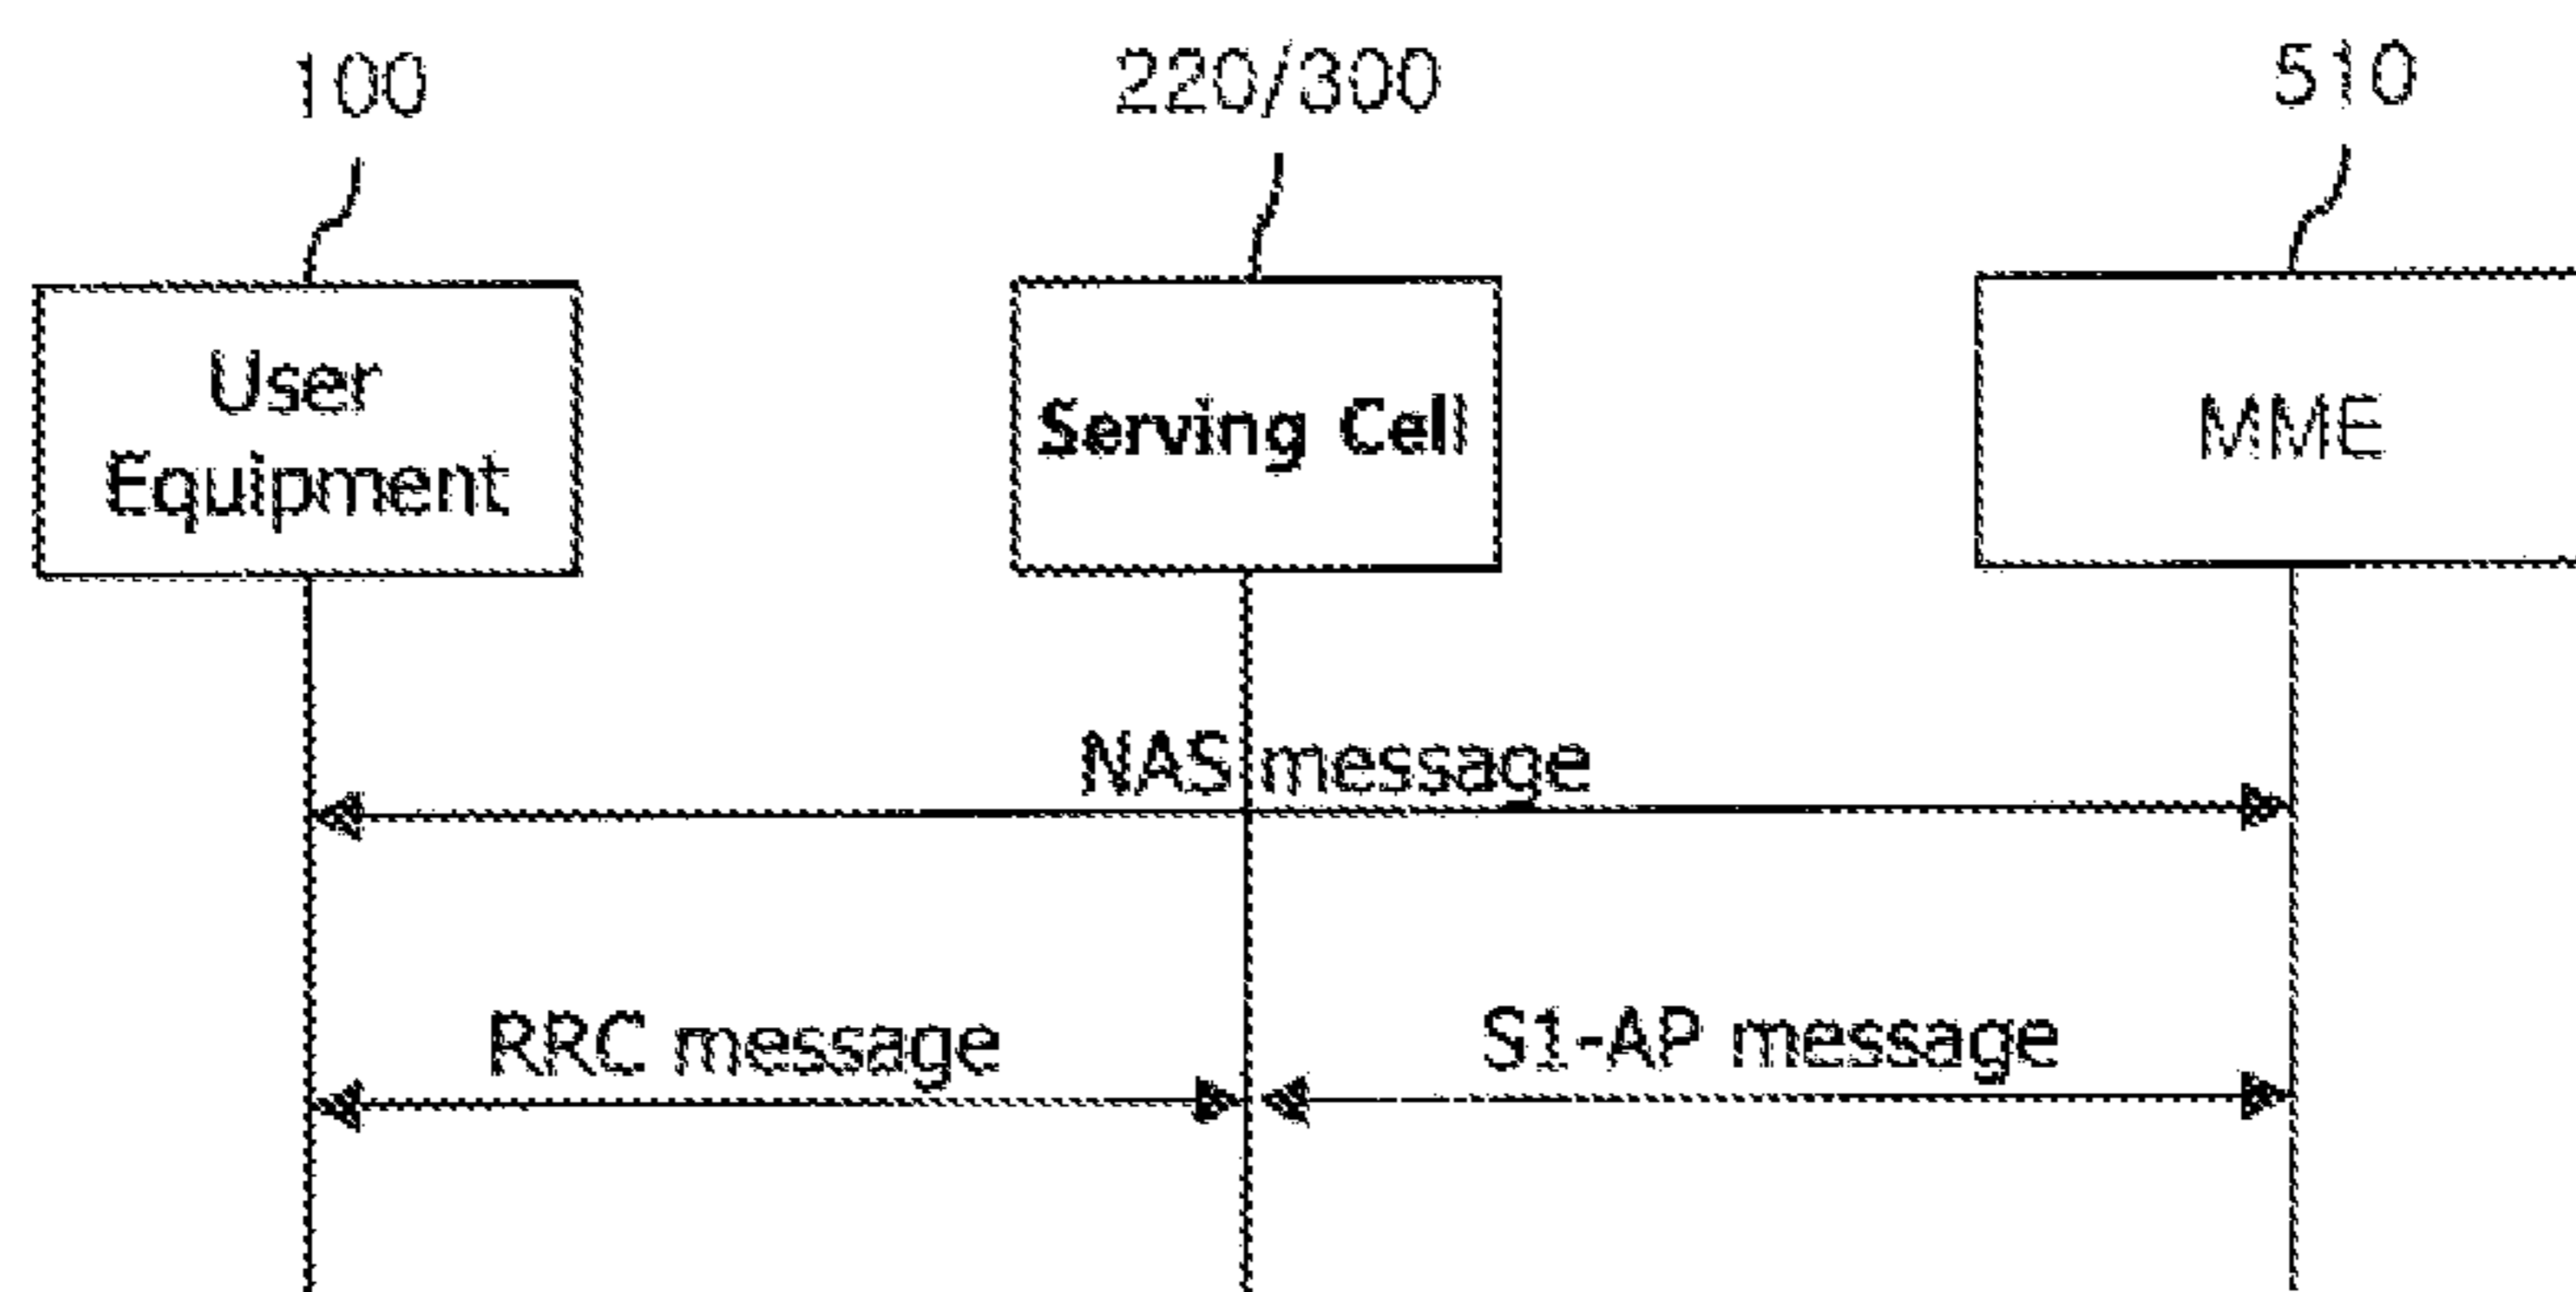 100
220/300
510
User
Equipment
Serving Cell
MME
NAS message
RRC message
S1-AP message